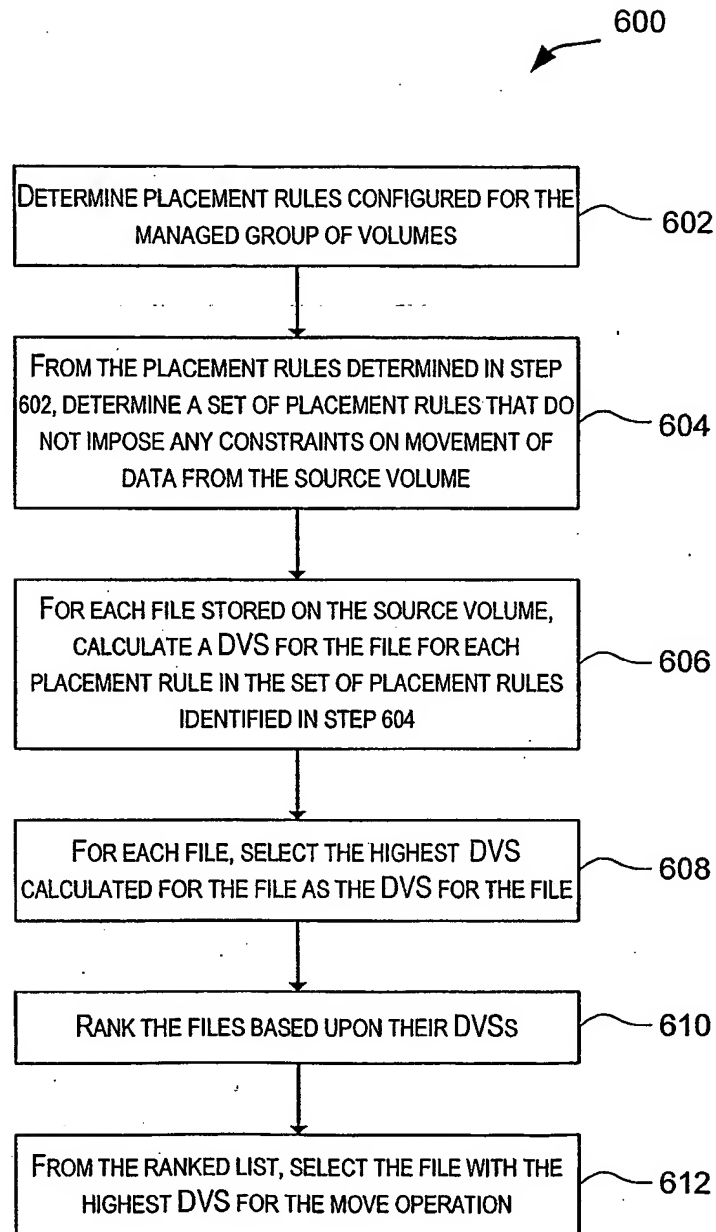 600
DETERMINE PLACEMENT RULES CONFIGURED FOR THE
MANAGED GROUP OF VOLUMES
602
FROM THE PLACEMENT RULES DETERMINED IN STEP
602, DETERMINE A SET OF PLACEMENT RULES THAT DO
NOT IMPOSE ANY CONSTRAINTS ON MOVEMENT OF
DATA FROM THE SOURCE VOLUME
604
FOR EACH FILE STORED ON THE SOURCE VOLUME,
CALCULATE A DVS FOR THE FILE FOR EACH
PLACEMENT RULE IN THE SET OF PLACEMENT RULES
IDENTIFIED IN STEP 604
606
FOR EACH FILE, SELECT THE HIGHEST DVS
CALCULATED FOR THE FILE AS THE DVS FOR THE FILE
608
RANK THE FILES BASED UPON THEIR DVSS
610
FROM THE RANKED LIST, SELECT THE FILE WITH THE
HIGHEST DVS FOR THE MOVE OPERATION
612